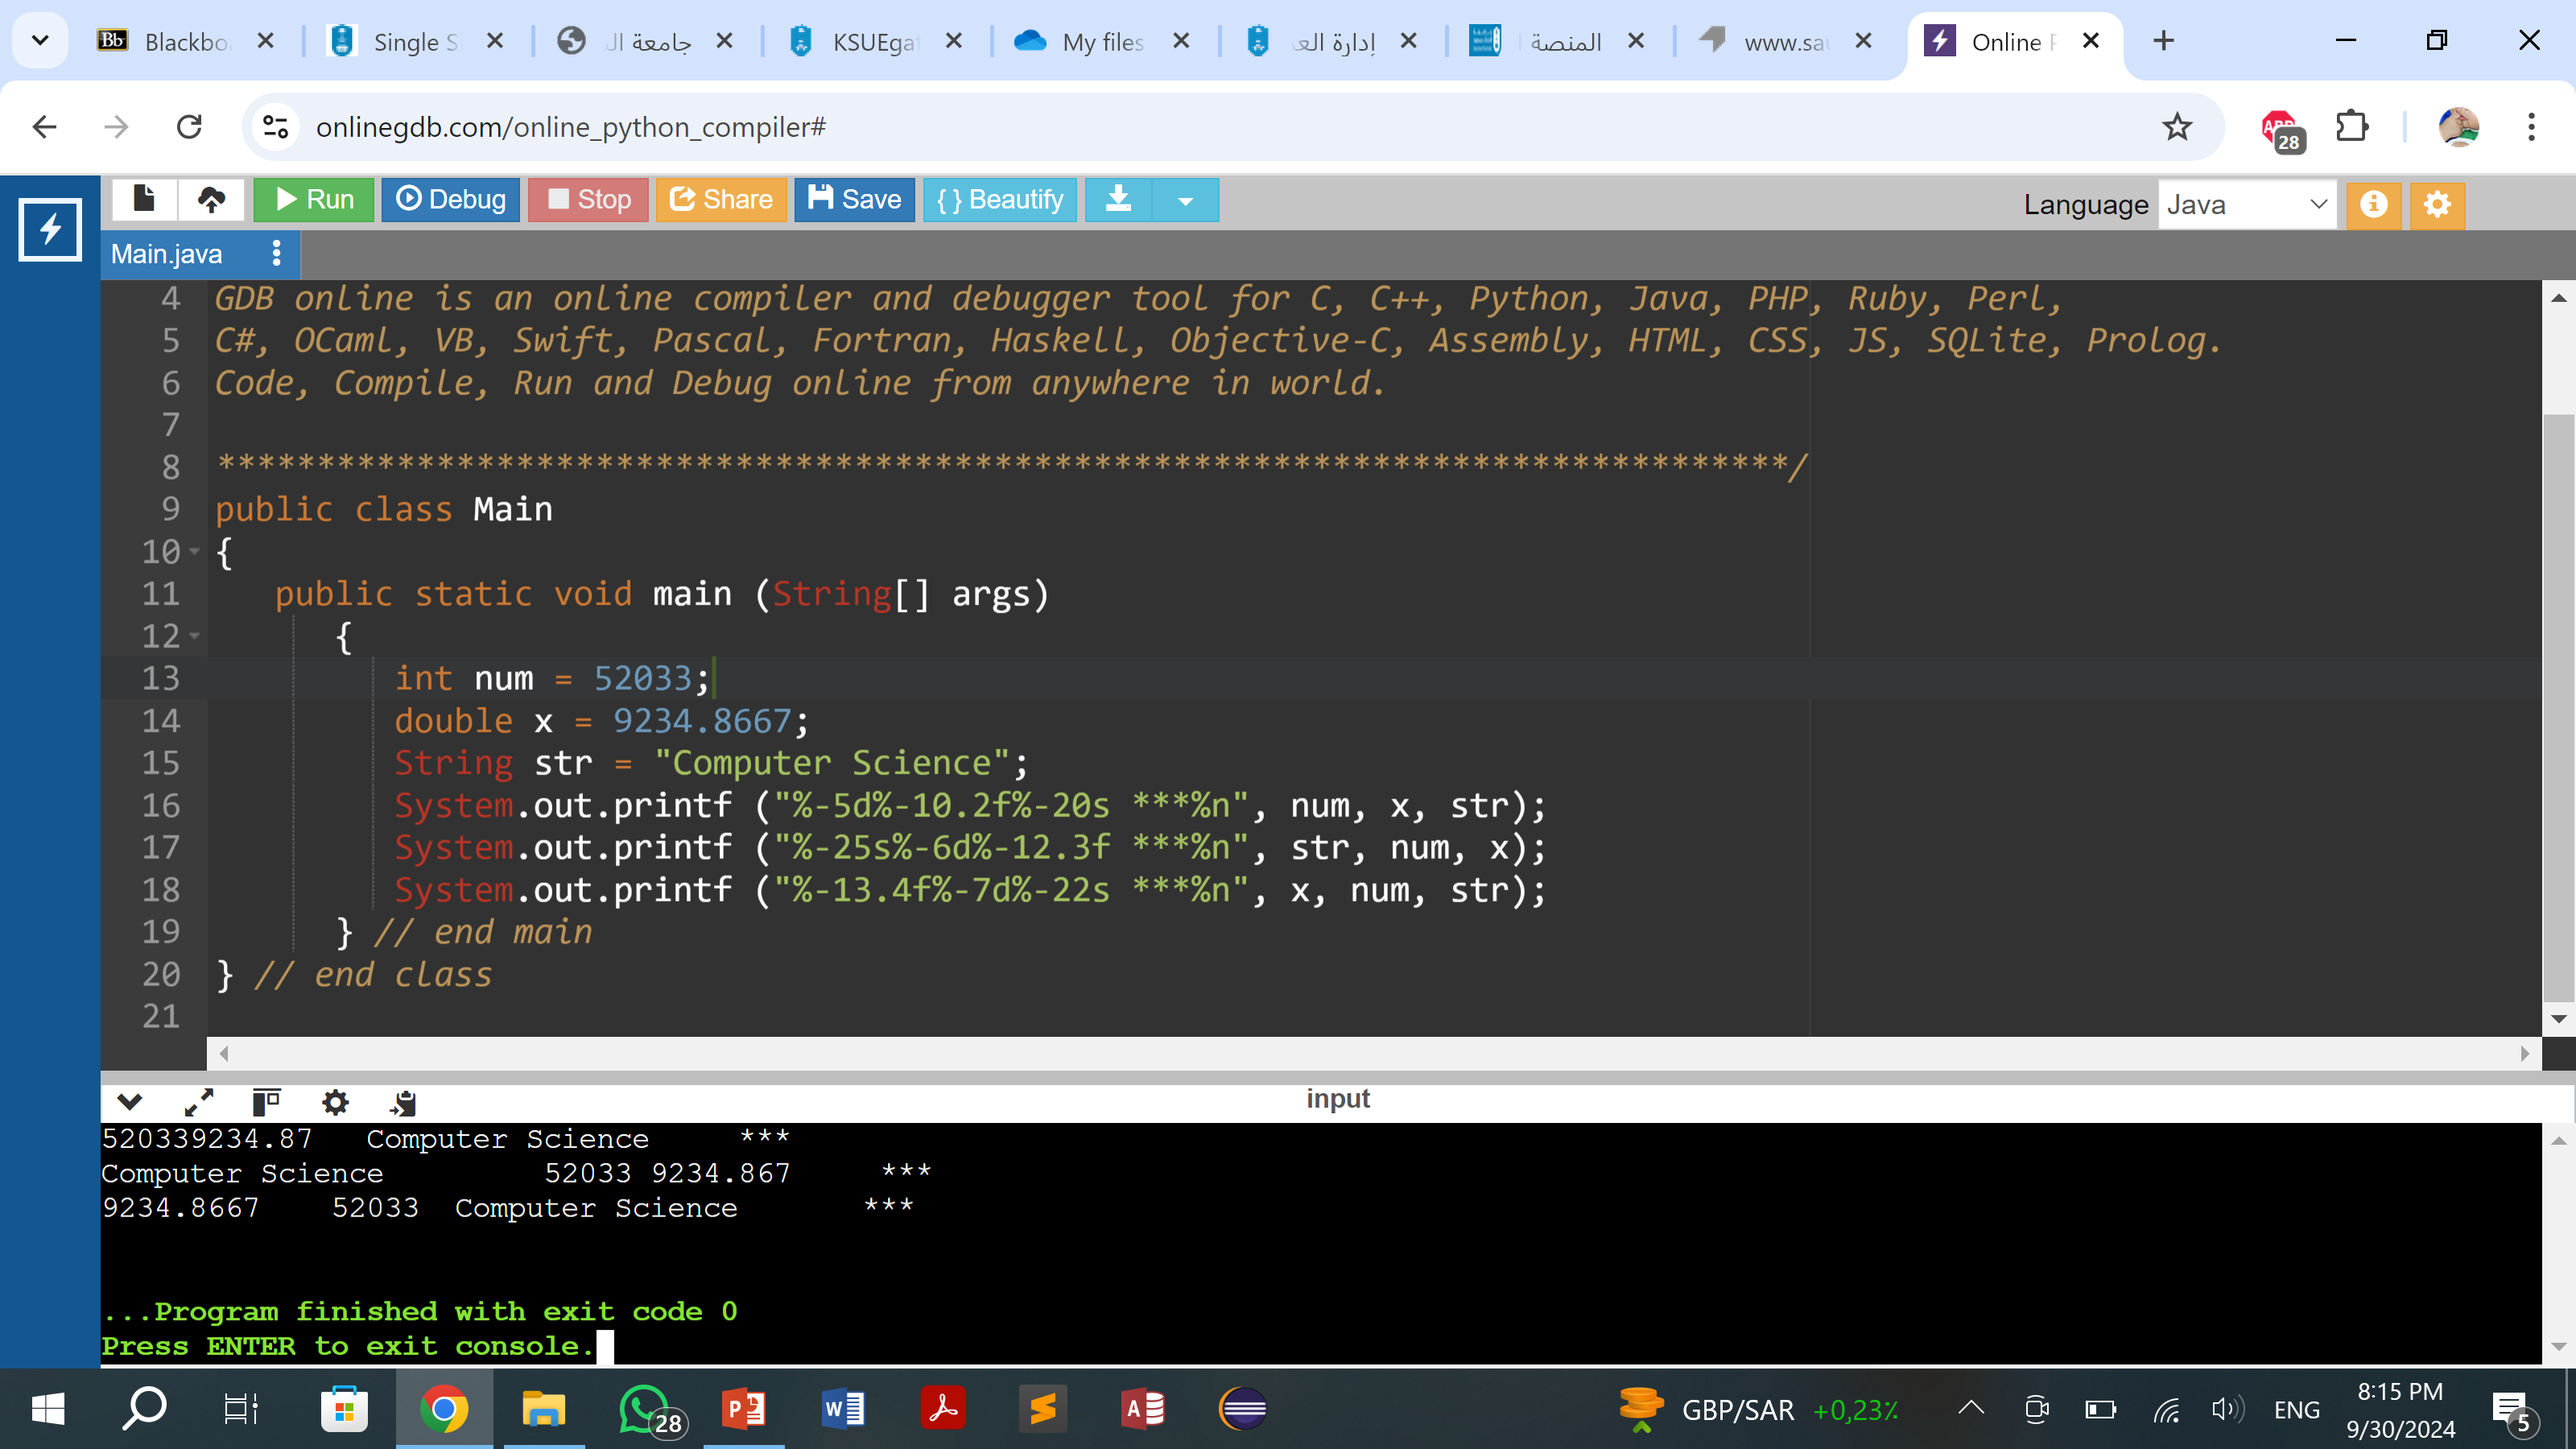 Blackbo
Single S
جامعة ال
KSUEga
My files
إدارة الع
المنصة
www.sa
Online
onlinegdb.com/online_python_compiler#
ABP
28
Run
Debug
Stop
Share
Save
{ } Beautify
Language
Java
Main.java
4 GDB online is an online compiler and debugger tool for C, C++, Python, Java, PHP, Ruby, Perl,
5 C#, OCaml, VB, Swift, Pascal, Fortran, Haskell, Objective-C, Assembly, HTML, CSS, JS, SQLite, Prolog.
6 Code, Compile, Run and Debug online from anywhere in world.
7
8 *******************************************************************************/
9 public class Main
10 {
11 public static void main (String[] args)
12 {
13 int num = 52033;
14 double x = 9234.8667;
15 String str = "Computer Science";
16 System.out.printf ("%-5d%-10.2f%-20s ***%n", num, x, str);
17 System.out.printf ("%-25s%-6d%-12.3f ***%n", str, num, x);
18 System.out.printf ("%-13.4f%-7d%-22s ***%n", x, num, str);
19 } // end main
20 } // end class
21
input
520339234.87   Computer Science     ***
Computer Science         52033 9234.867     ***
9234.8667    52033  Computer Science       ***
...Program finished with exit code 0
Press ENTER to exit console.
28
GBP/SAR +0,23%
ENG
8:15 PM
9/30/2024
5